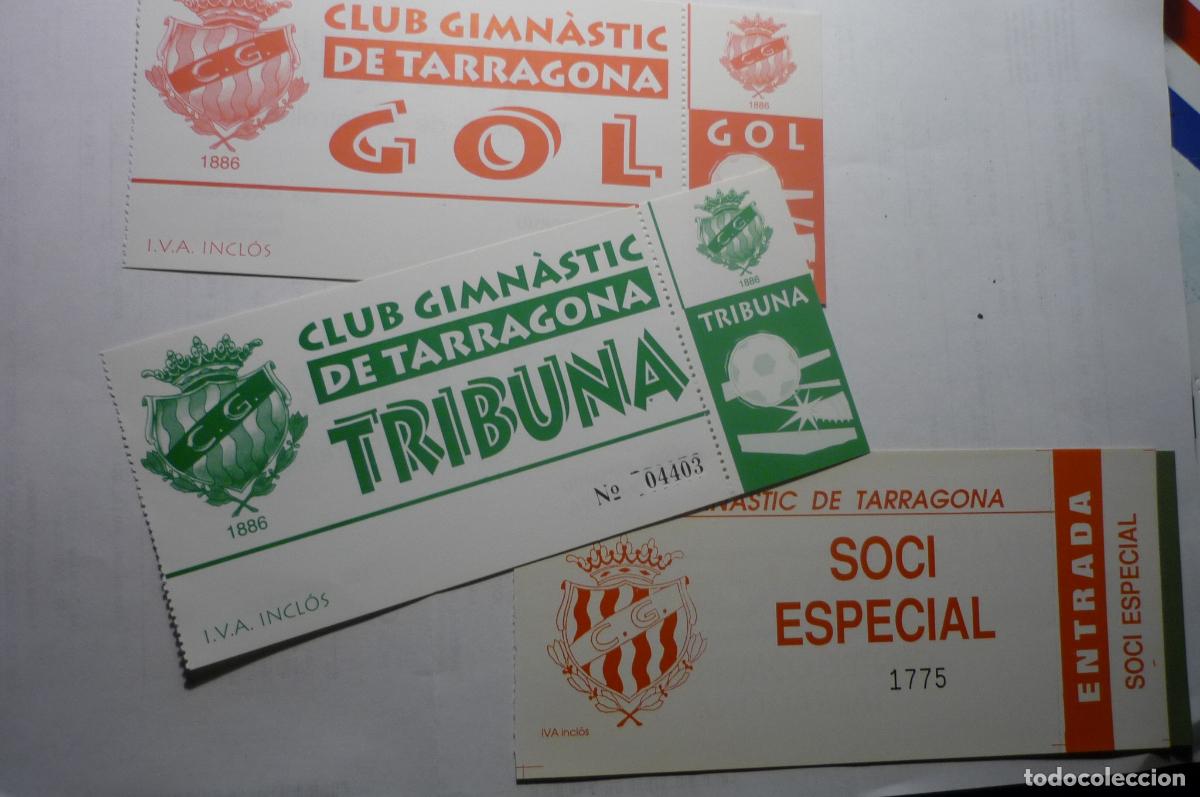 C. G.
1886
CLUB GIMNÀSTIC
DE TARRAGONA
GOL
I.V.A. INCLÓS
1886
GOL
C. G.
1886
CLUB GIMNÀSTIC
DE TARRAGONA
TRIBUNA
Nº 04403
I.V.A. INCLÓS
C.G.
1886
TRIBUNA
DE TARRAGONA
C. G.
SOCI
ESPECIAL
1775
IVA inclós
ENTRADA
SOCI ESPECIAL
todocoleccion